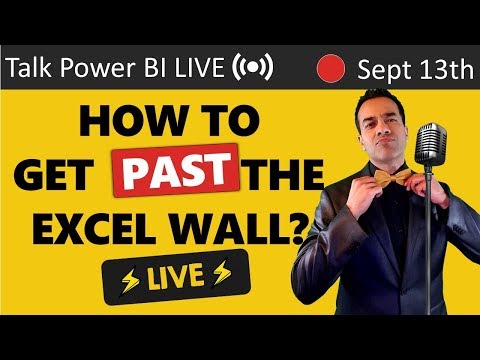 Talk Power BI LIVE
Sept 13th
HOW TO
GET PAST THE
EXCEL WALL?
LIVE